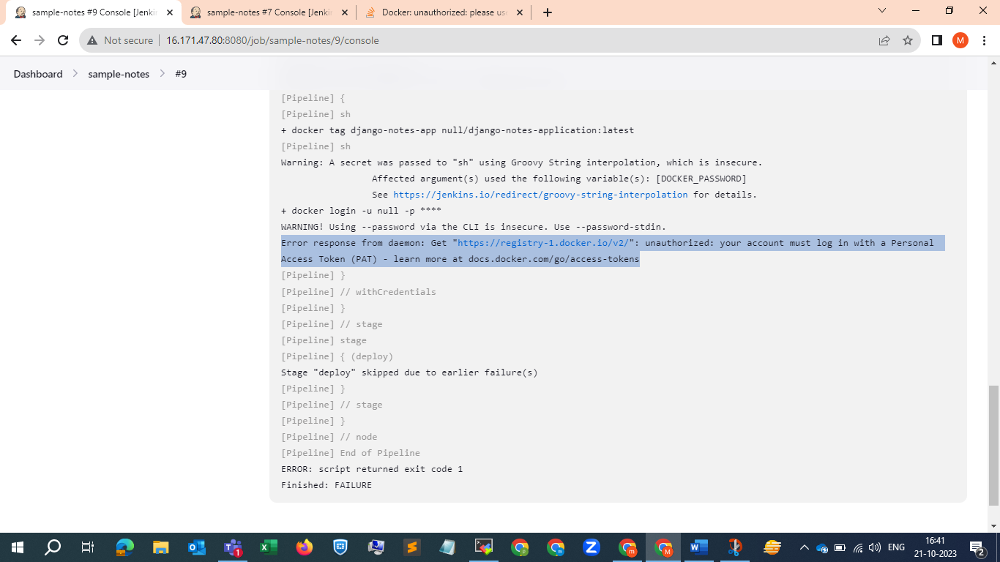 sample-notes #9 Console [Jenki
sample-notes #7 Console [Jenki
Docker: unauthorized: please us
Not secure
16.171.47.80:8080/job/sample-notes/9/console
M
Dashboard
sample-notes
#9
[Pipeline] {
[Pipeline] sh
+ docker tag django-notes-app null/django-notes-application:latest
[Pipeline] sh
Warning: A secret was passed to "sh" using Groovy String interpolation, which is insecure.
Affected argument(s) used the following variable(s): [DOCKER_PASSWORD]
See https://jenkins.io/redirect/groovy-string-interpolation for details.
+ docker login -u null -p ****
WARNING! Using --password via the CLI is insecure. Use --password-stdin.
Error response from daemon: Get "https://registry-1.docker.io/v2/": unauthorized: your account must log in with a Personal
Access Token (PAT) - learn more at docs.docker.com/go/access-tokens
[Pipeline] }
[Pipeline] // withCredentials
[Pipeline] }
[Pipeline] // stage
[Pipeline] stage
[Pipeline] { (deploy)
Stage "deploy" skipped due to earlier failure(s)
[Pipeline] }
[Pipeline] // stage
[Pipeline] }
[Pipeline] // node
[Pipeline] End of Pipeline
ERROR: script returned exit code 1
Finished: FAILURE
ENG
16:41
21-10-2023
2